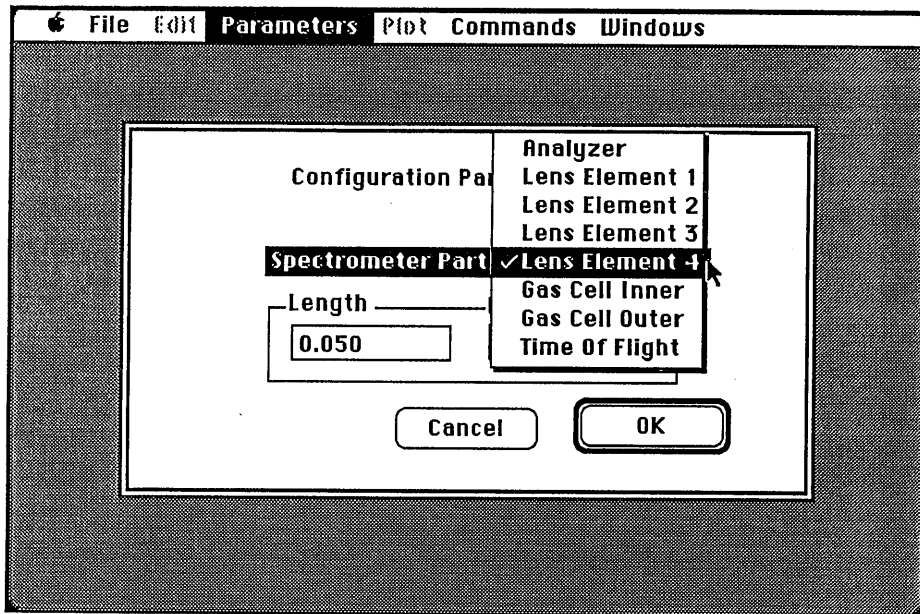 File Edit Parameters Plot Commands Windows
Configuration Par
Analyzer
Lens Element 1
Lens Element 2
Lens Element 3
Spectrometer Part ✓Lens Element 4
Gas Cell Inner
Gas Cell Outer
Time Of Flight
Length
0.050
Cancel OK